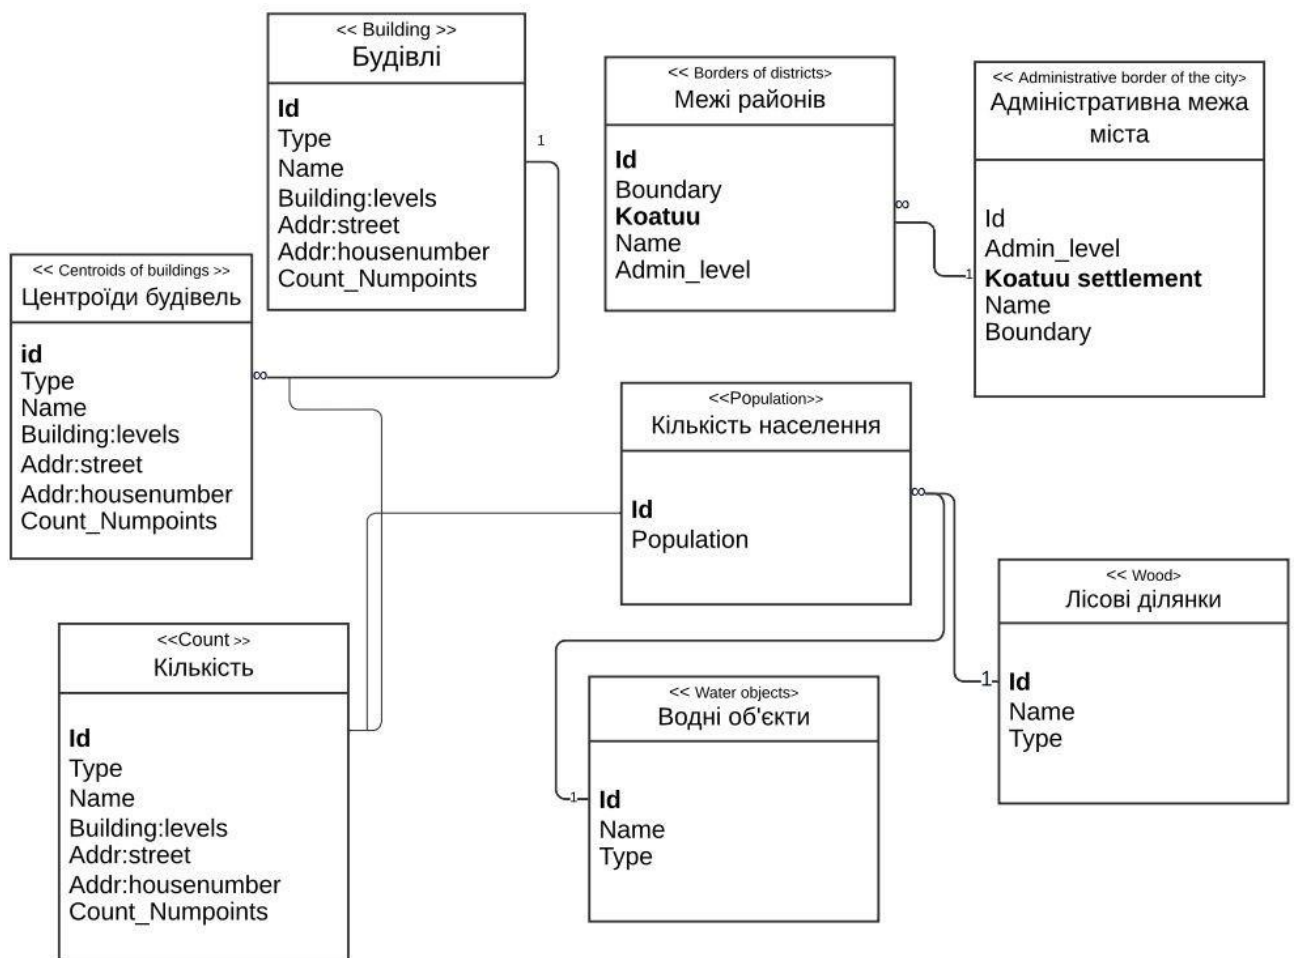 << Building >>
Будівлі
Id
Type
Name
Building:levels
Addr:street
Addr:housenumber
Count_Numpoints
1
<< Borders of districts>
Межі районів
Id
Boundary
Koatuu
Name
Admin_level
∞
1
<< Administrative border of the city>
Адміністративна межа
міста
Id
Admin_level
Koatuu settlement
Name
Boundary
<< Centroids of buildings >>
Центроїди будівель
id
Type
Name
Building:levels
Addr:street
Addr:housenumber
Count_Numpoints
∞
<<Population>>
Кількість населення
Id
Population
∞
<< Wood>
Лісові ділянки
1
Id
Name
Type
<<Count >>
Кількість
Id
Type
Name
Building:levels
Addr:street
Addr:housenumber
Count_Numpoints
<< Water objects>
Водні об'єкти
1
Id
Name
Type